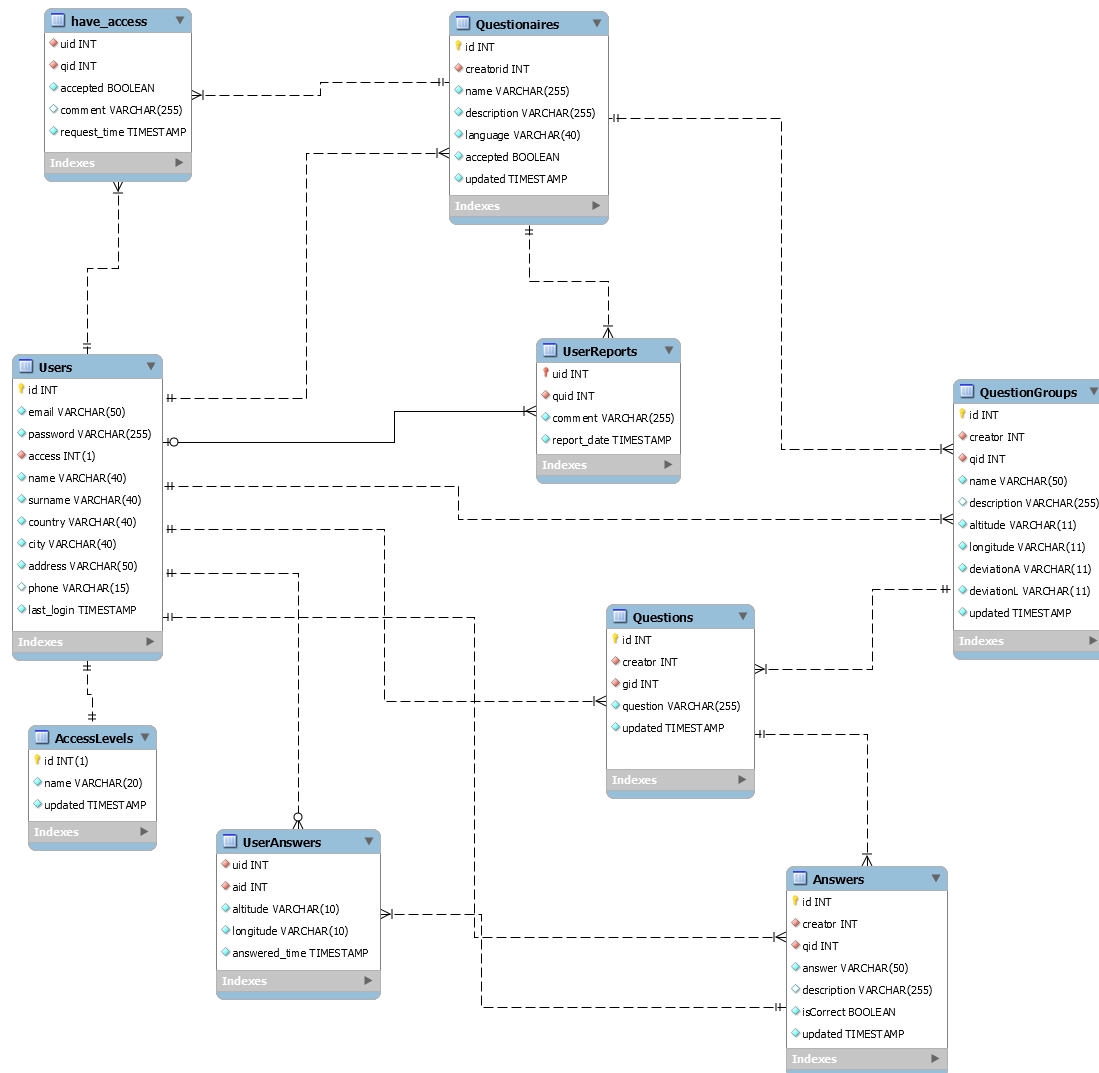 have_access
uid INT
qid INT
accepted BOOLEAN
comment VARCHAR(255)
request_time TIMESTAMP
Indexes
Questionaires
id INT
creatorid INT
name VARCHAR(255)
description VARCHAR(255)
language VARCHAR(40)
accepted BOOLEAN
updated TIMESTAMP
Indexes
Users
id INT
email VARCHAR(50)
password VARCHAR(255)
access INT(1)
name VARCHAR(40)
surname VARCHAR(40)
country VARCHAR(40)
city VARCHAR(40)
address VARCHAR(50)
phone VARCHAR(15)
last_login TIMESTAMP
Indexes
UserReports
uid INT
quid INT
comment VARCHAR(255)
report_date TIMESTAMP
Indexes
QuestionGroups
id INT
creator INT
qid INT
name VARCHAR(50)
description VARCHAR(255)
altitude VARCHAR(11)
longitude VARCHAR(11)
deviationA VARCHAR(11)
deviationL VARCHAR(11)
updated TIMESTAMP
Indexes
Questions
id INT
creator INT
gid INT
question VARCHAR(255)
updated TIMESTAMP
Indexes
AccessLevels
id INT(1)
name VARCHAR(20)
updated TIMESTAMP
Indexes
UserAnswers
uid INT
aid INT
altitude VARCHAR(10)
longitude VARCHAR(10)
answered_time TIMESTAMP
Indexes
Answers
id INT
creator INT
qid INT
answer VARCHAR(50)
description VARCHAR(255)
isCorrect BOOLEAN
updated TIMESTAMP
Indexes